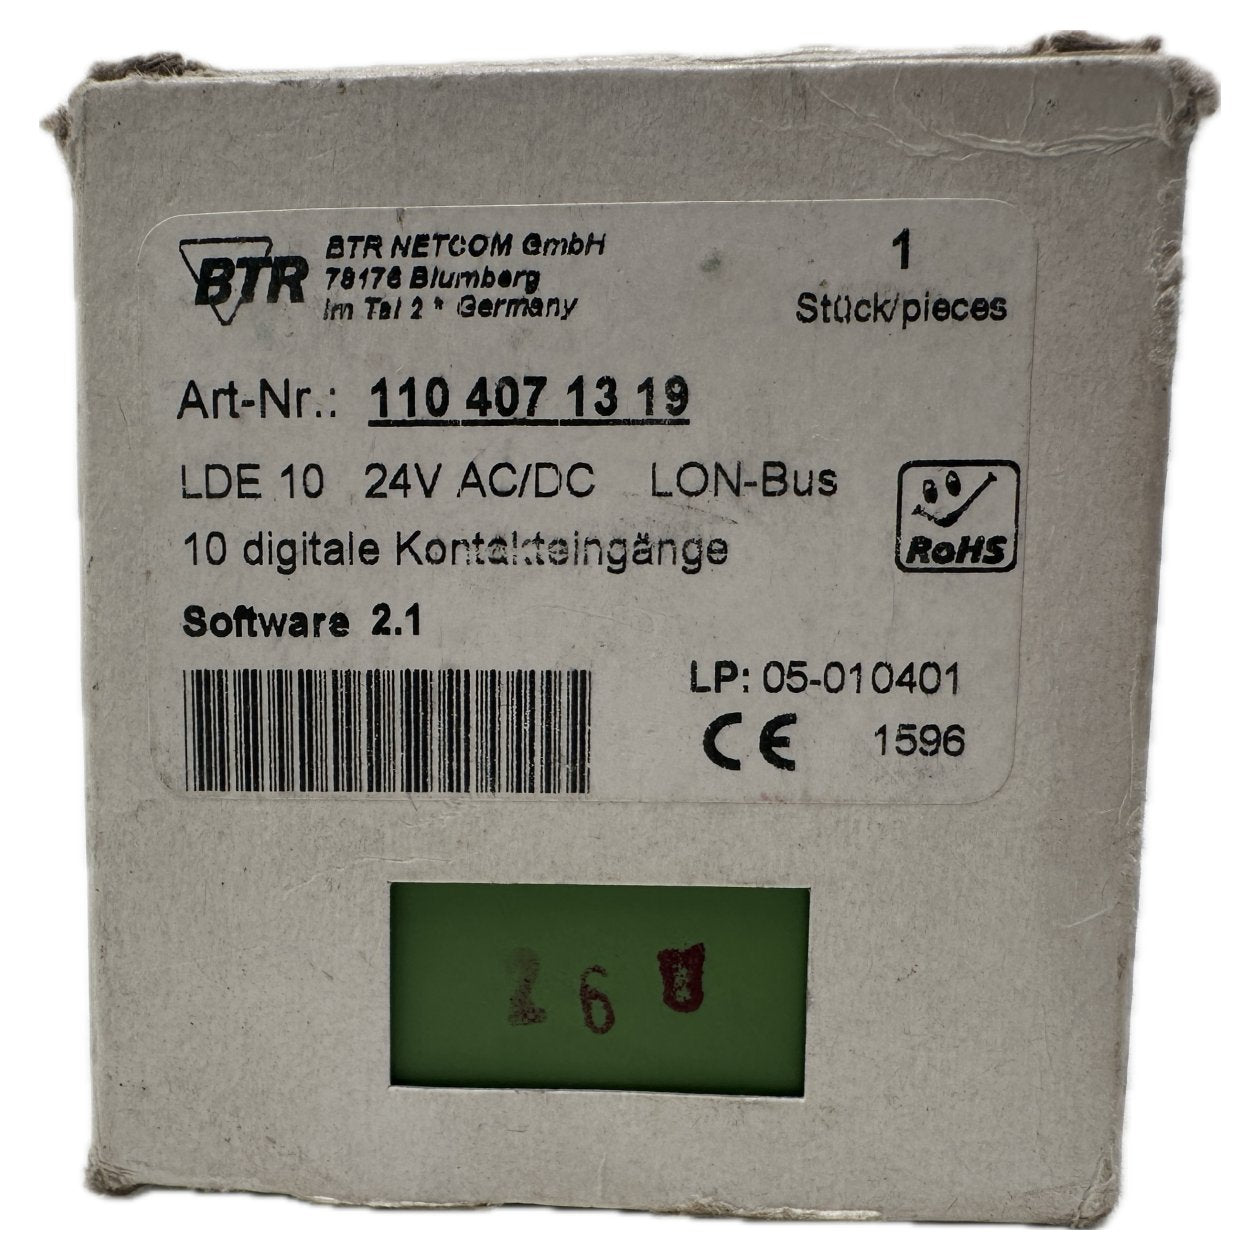 BTR
BTR NETCOM GmbH
78176 Blumberg
Im Tal 2 * Germany
1
Stück/pieces
Art-Nr.: 110 407 13 19
LDE 10 24V AC/DC LON-Bus
10 digitale Kontakteingänge
RoHS
Software 2.1
LP: 05-010401
CE 1596
6